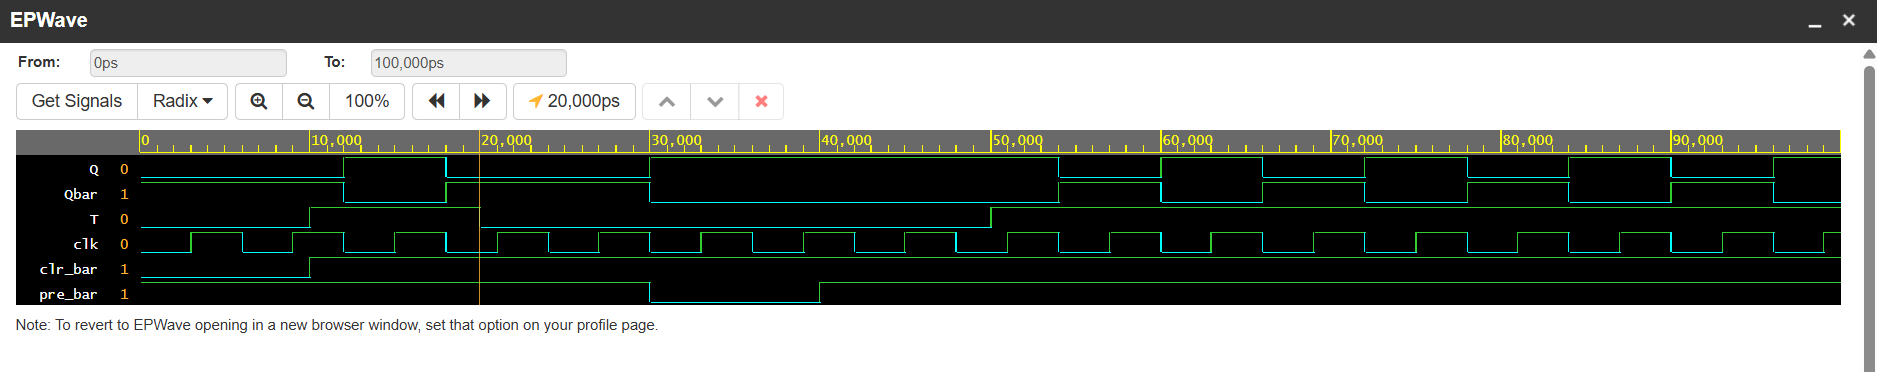 EPWave
From: 0ps To: 100,000ps
Get Signals Radix 100% 20,000ps
0 10,000 20,000 30,000 40,000 50,000 60,000 70,000 80,000 90,000
Q 0
Qbar 1
T 0
clk 0
clr_bar 1
pre_bar 1
Note: To revert to EPWave opening in a new browser window, set that option on your profile page.